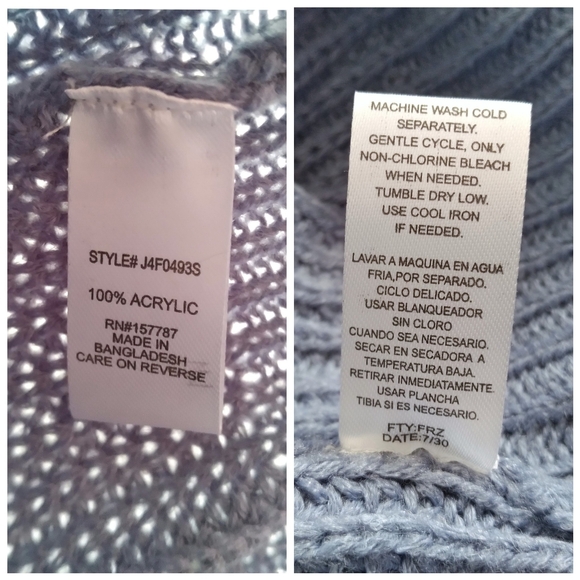 STYLE# J4F0493S
100% ACRYLIC
RN#157787
MADE IN
BANGLADESH
CARE ON REVERSE
MACHINE WASH COLD
SEPARATELY.
GENTLE CYCLE, ONLY
NON-CHLORINE BLEACH
WHEN NEEDED.
TUMBLE DRY LOW.
USE COOL IRON
IF NEEDED.
LAVAR A MAQUINA EN AGUA
FRIA,POR SEPARADO.
CICLO DELICADO.
USAR BLANQUEADOR
SIN CLORO
CUANDO SEA NECESARIO.
SECAR EN SECADORA A
TEMPERATURA BAJA.
RETIRAR INMEDIATAMENTE.
USAR PLANCHA
TIBIA SI ES NECESARIO.
FTY:FRZ
DATE:7/30